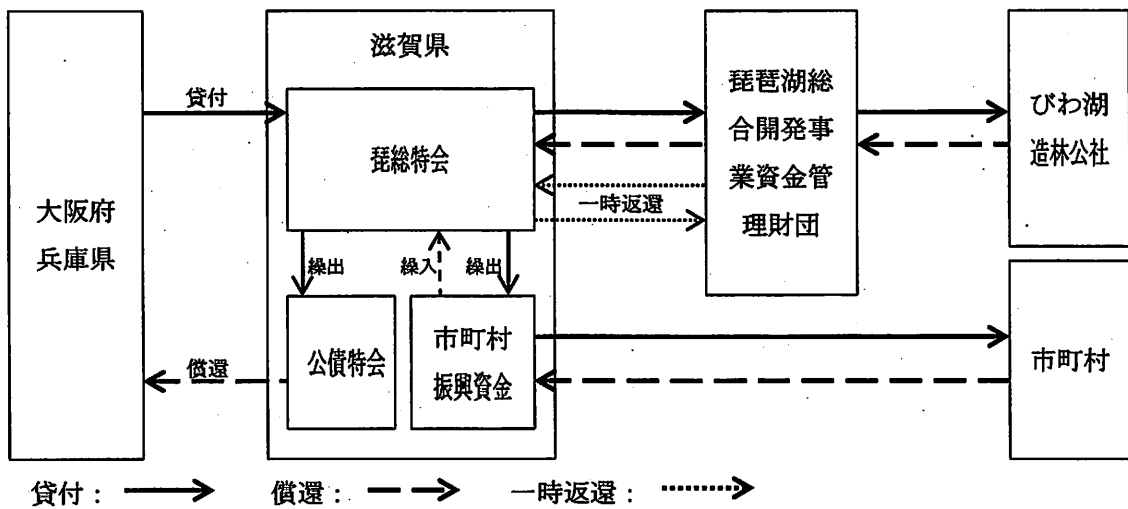 滋賀県
貸付
琵総特会
琵琶湖総
合開発事
業資金管
理財団
びわ湖
造林公社
一時返還
大阪府
兵庫県
繰出
繰入
繰出
公債特会
市町村
振興資金
償還
市町村
貸付：
償還：
一時返還：